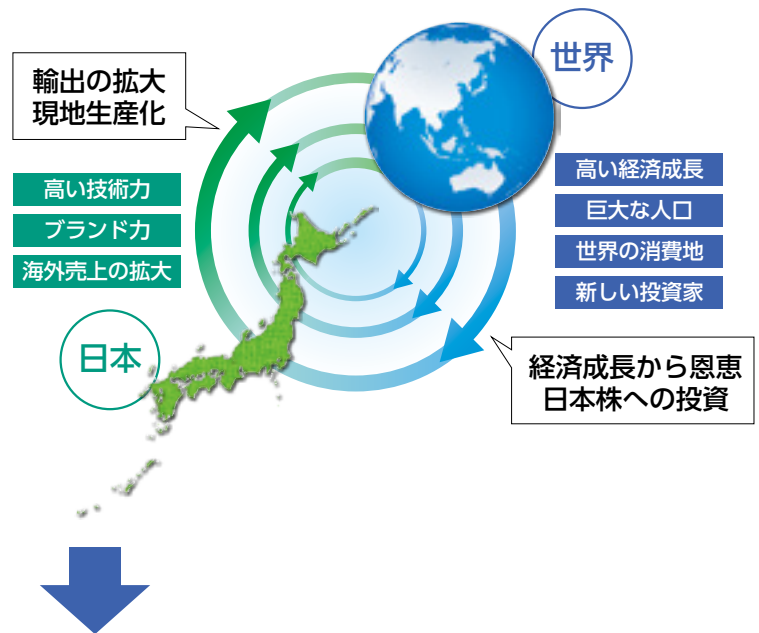 世界
輸出の拡大
現地生産化
高い技術力
ブランド力
海外売上の拡大
日本
高い経済成長
巨大な人口
世界の消費地
新しい投資家
経済成長から恩恵
日本株への投資